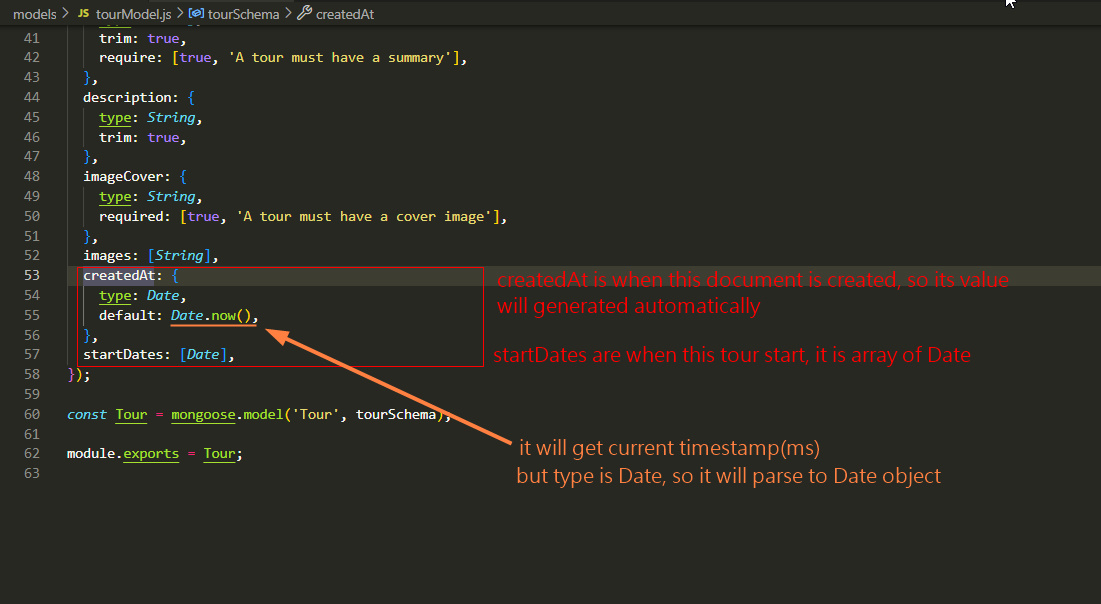 models > JS tourModel.js > tourSchema > createdAt
41 trim: true,
42 require: [true, 'A tour must have a summary'],
43 },
44 description: {
45 type: String,
46 trim: true,
47 },
48 imageCover: {
49 type: String,
50 required: [true, 'A tour must have a cover image'],
51 },
52 images: [String],
53 createdAt: {
createdAt is when this document is created, so its value
will generated automatically
54 type: Date,
55 default: Date.now(),
56 },
57 startDates: [Date],
startDates are when this tour start, it is array of Date
58 });
59
60 const Tour = mongoose.model('Tour', tourSchema);
61
62 module.exports = Tour;
63
it will get current timestamp(ms)
but type is Date, so it will parse to Date object